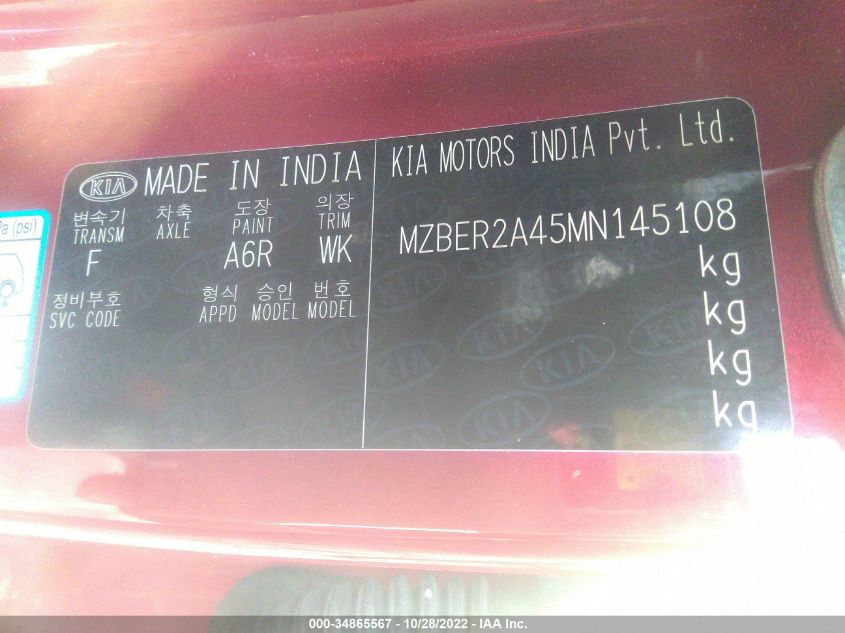 KIA MADE IN INDIA
변속기 차축 도장 의장
TRANSM AXLE PAINT TRIM
F A6R WK
정비부호 형식 승인 번호
SVC CODE APPD MODEL MODEL
KIA MOTORS INDIA Pvt. Ltd.
MZBER2A45MN145108
kg
kg
kg
kg
(psi)
000-34865567 / 10/28/2022 - IAA Inc.